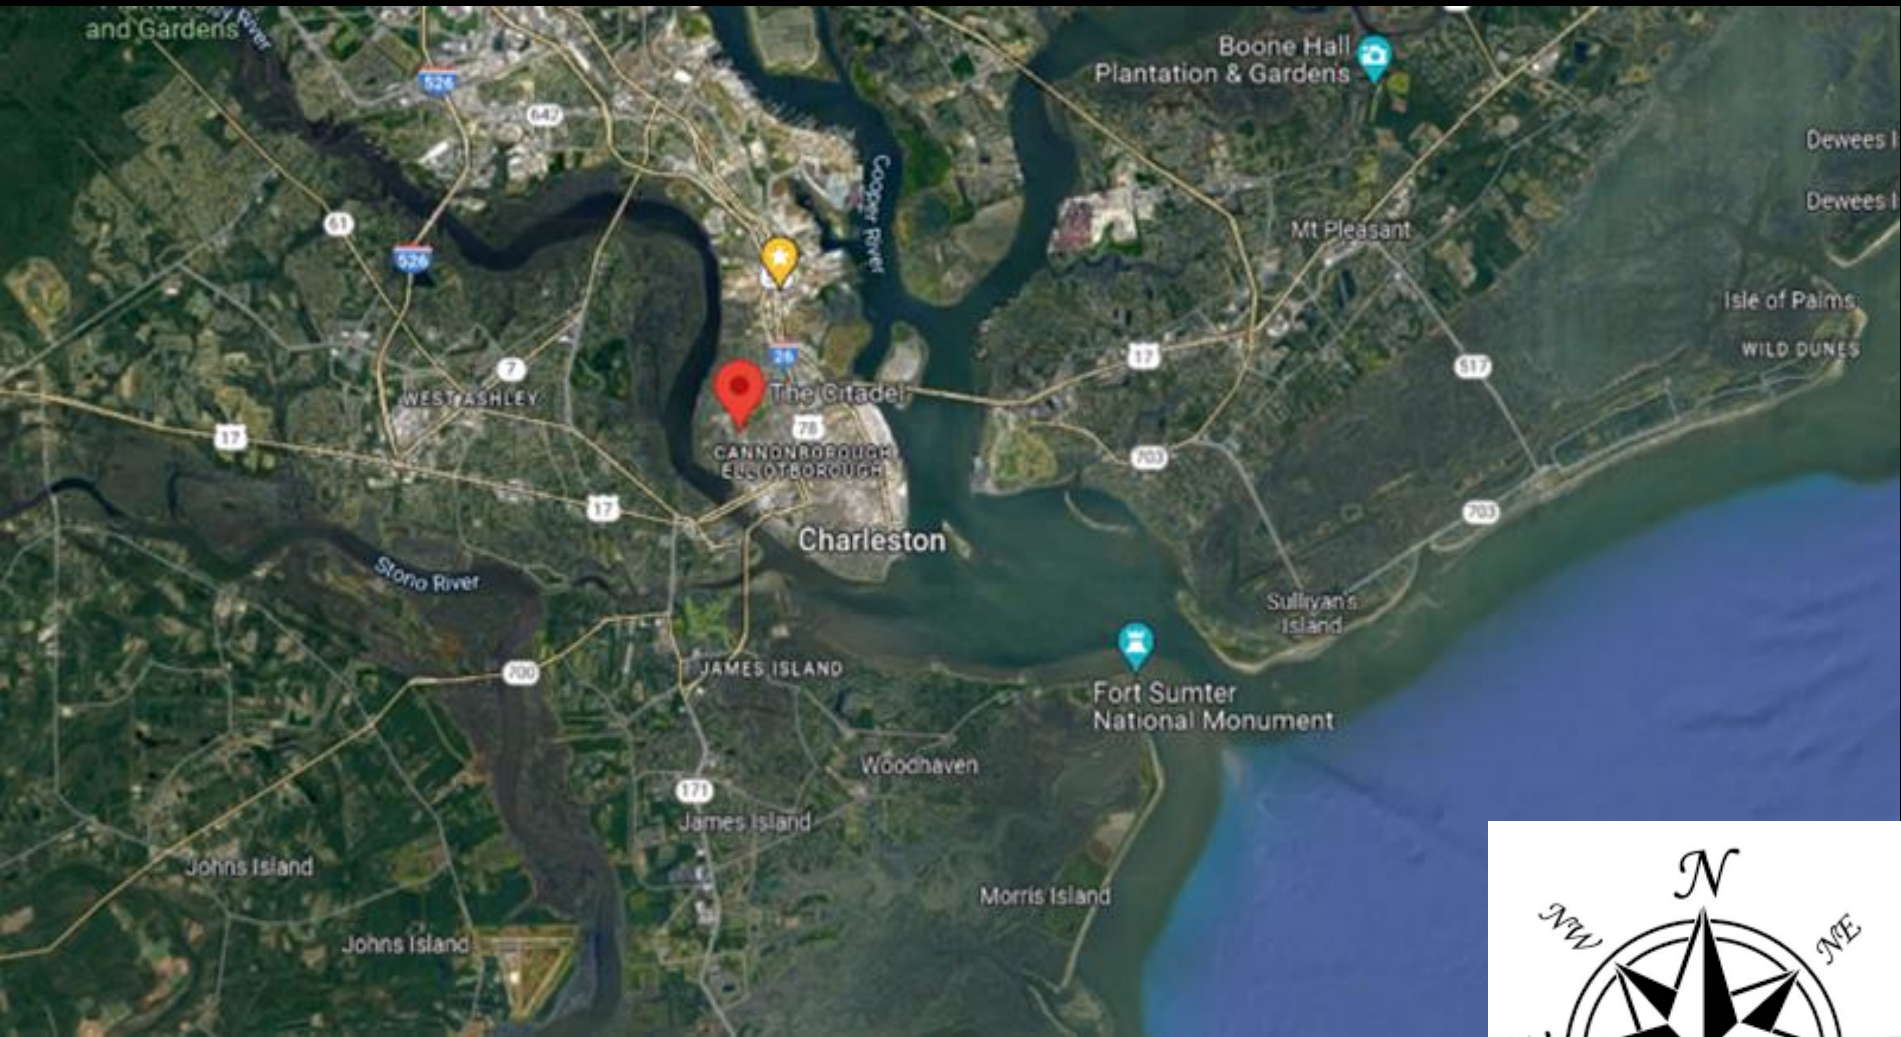 and Gardens
River
526
Boone Hall
Plantation & Gardens
642
Dewees I
Cooper River
Dewees I
61
Mt Pleasant
526
Isle of Palms
WILD DUNES
26
17
517
7
The Citadel
WEST ASHLEY
78
17
CANNONBOROUGH
ELLIOTBOROUGH
703
17
703
Charleston
Stono River
Sullivan's
Island
700
JAMES ISLAND
Fort Sumter
National Monument
Woodhaven
171
James Island
Johns Island
Morris Island
N
NW
NE
Johns Island